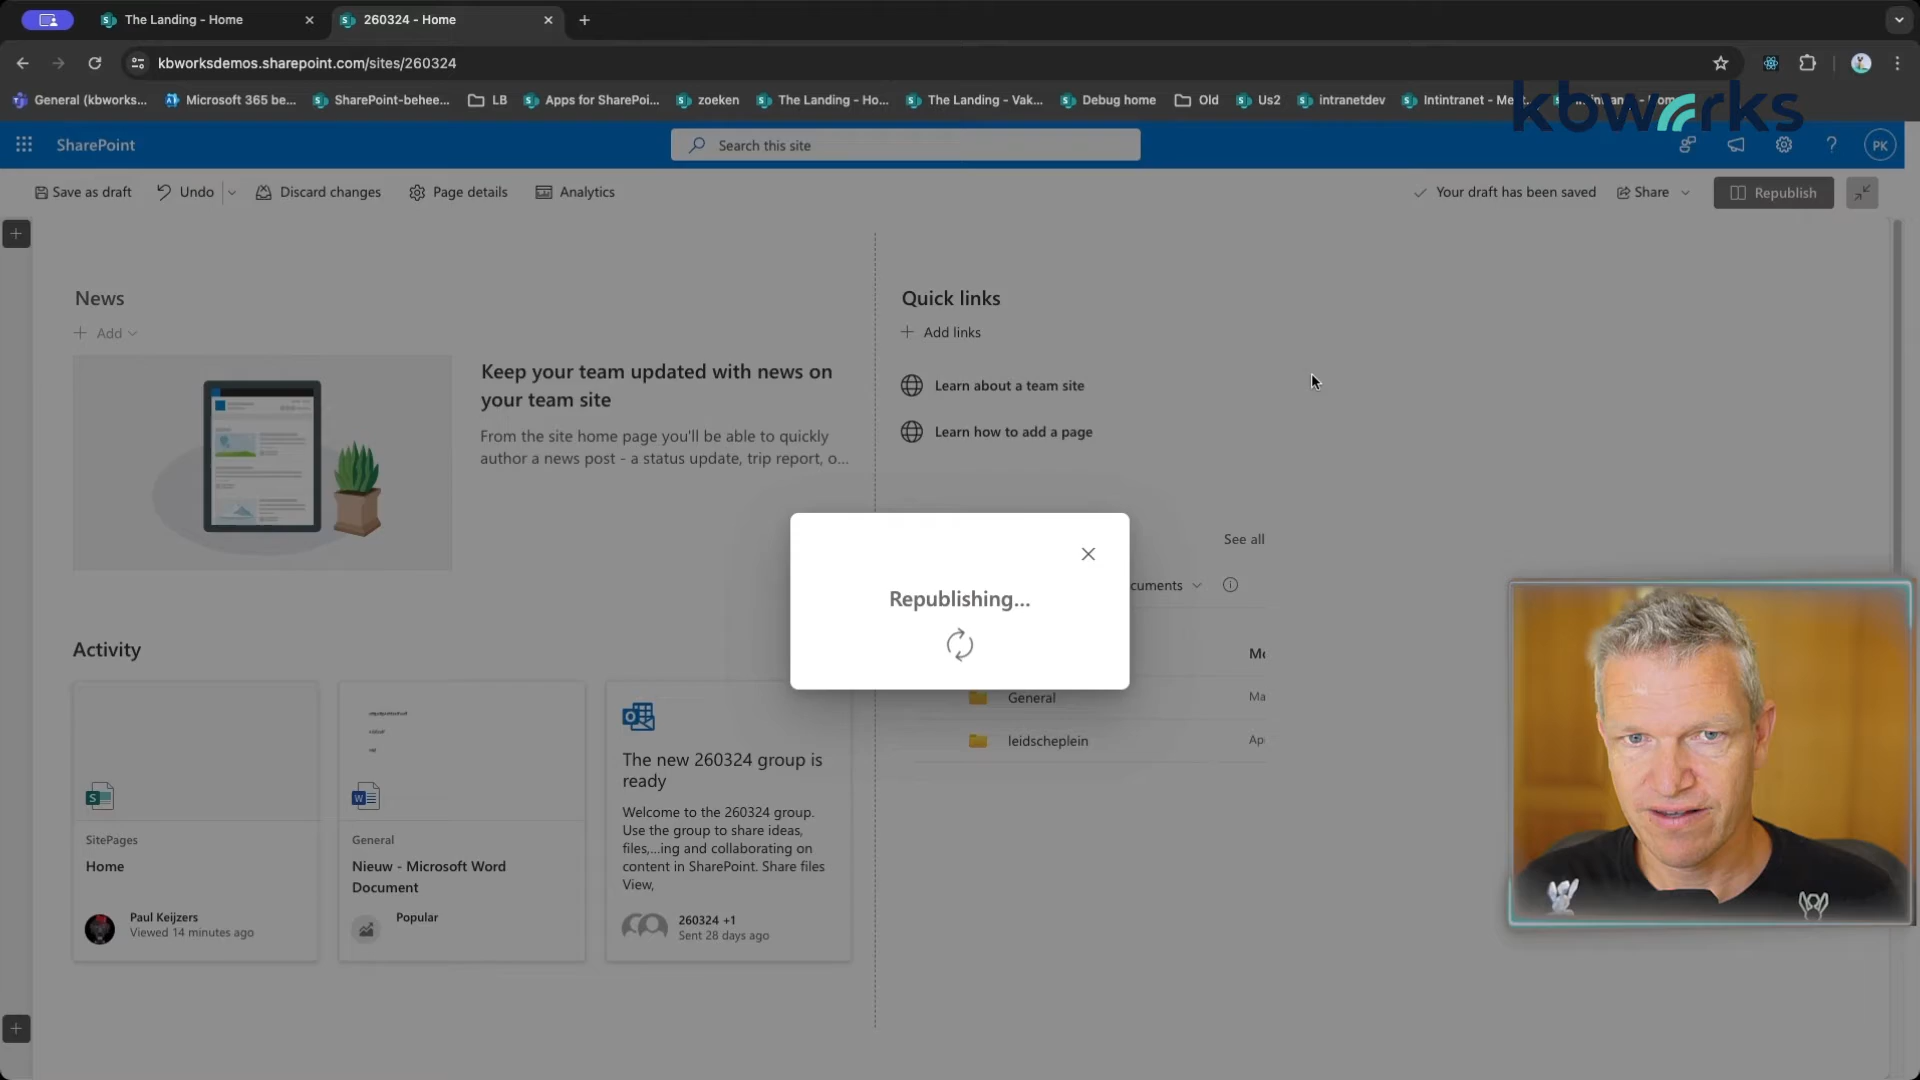 The Landing - Home
260324 - Home
kbworksdemos.sharepoint.com/sites/260324
General (kbworks...
Microsoft 365 be...
SharePoint-behee...
LB
Apps for SharePoi...
zoeken
The Landing - Ho...
The Landing - Vak...
Debug home
Old
Us2
intranetdev
Intintranet - Me
kbworks
SharePoint
Search this site
PK
Save as draft
Undo
Discard changes
Page details
Analytics
Your draft has been saved
Share
Republish
News
Add
Keep your team updated with news on
your team site
From the site home page you'll be able to quickly
author a news post - a status update, trip report, o...
Quick links
Add links
Learn about a team site
Learn how to add a page
See all
cuments
Republishing...
Mo
General
Ma
leidscheplein
Apr
Activity
SitePages
Home
Paul Keijzers
Viewed 14 minutes ago
General
Nieuw - Microsoft Word
Document
Popular
The new 260324 group is
ready
Welcome to the 260324 group.
Use the group to share ideas,
files,...ing and collaborating on
content in SharePoint. Share files
View,
260324 +1
Sent 28 days ago